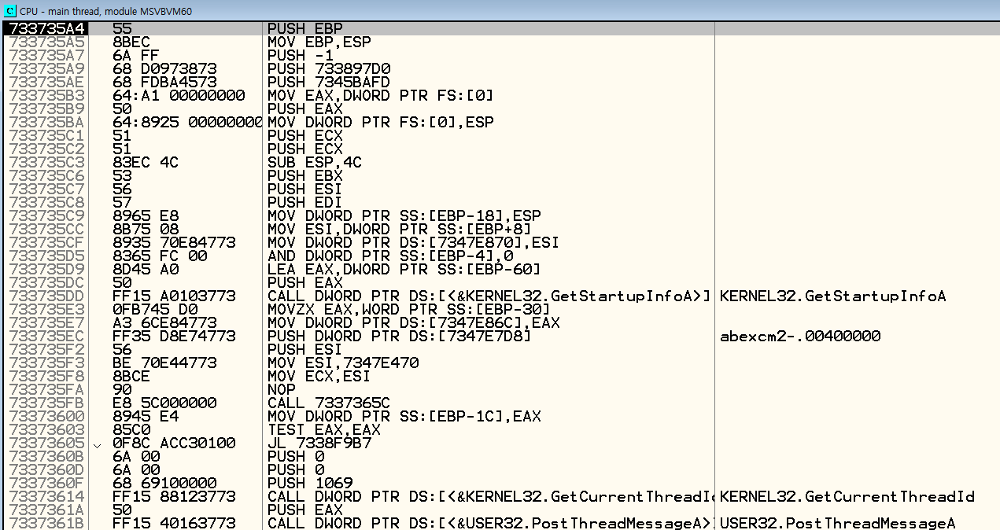 C CPU - main thread, module MSVBVM60
733735A4 55 PUSH EBP
733735A5 8BEC MOV EBP,ESP
733735A7 6A FF PUSH -1
733735A9 68 D0973873 PUSH 733897D0
733735AE 68 FDBA4573 PUSH 7345BAFD
733735B3 64:A1 00000000 MOV EAX,DWORD PTR FS:[0]
733735B9 50 PUSH EAX
733735BA 64:8925 00000000 MOV DWORD PTR FS:[0],ESP
733735C1 51 PUSH ECX
733735C2 51 PUSH ECX
733735C3 83EC 4C SUB ESP,4C
733735C6 53 PUSH EBX
733735C7 56 PUSH ESI
733735C8 57 PUSH EDI
733735C9 8965 E8 MOV DWORD PTR SS:[EBP-18],ESP
733735CC 8B75 08 MOV ESI,DWORD PTR SS:[EBP+8]
733735CF 8935 70E84773 MOV DWORD PTR DS:[7347E870],ESI
733735D5 8365 FC 00 AND DWORD PTR SS:[EBP-4],0
733735D9 8D45 A0 LEA EAX,DWORD PTR SS:[EBP-60]
733735DC 50 PUSH EAX
733735DD FF15 A0103773 CALL DWORD PTR DS:[<&KERNEL32.GetStartupInfoA>] KERNEL32.GetStartupInfoA
733735E3 0FB745 D0 MOVZX EAX,WORD PTR SS:[EBP-30]
733735E7 A3 6CE84773 MOV DWORD PTR DS:[7347E86C],EAX
733735EC FF35 D8E74773 PUSH DWORD PTR DS:[7347E7D8] abexcm2-.00400000
733735F2 56 PUSH ESI
733735F3 BE 70E44773 MOV ESI,7347E470
733735F8 8BCE MOV ECX,ESI
733735FA 90 NOP
733735FB E8 5C000000 CALL 7337365C
73373600 8945 E4 MOV DWORD PTR SS:[EBP-1C],EAX
73373603 85C0 TEST EAX,EAX
73373605 0F8C ACC30100 JL 7338F9B7
7337360B 6A 00 PUSH 0
7337360D 6A 00 PUSH 0
7337360F 68 69100000 PUSH 1069
73373614 FF15 88123773 CALL DWORD PTR DS:[<&KERNEL32.GetCurrentThreadI KERNEL32.GetCurrentThreadId
7337361A 50 PUSH EAX
7337361B FF15 40163773 CALL DWORD PTR DS:[<&USER32.PostThreadMessageA>] USER32.PostThreadMessageA